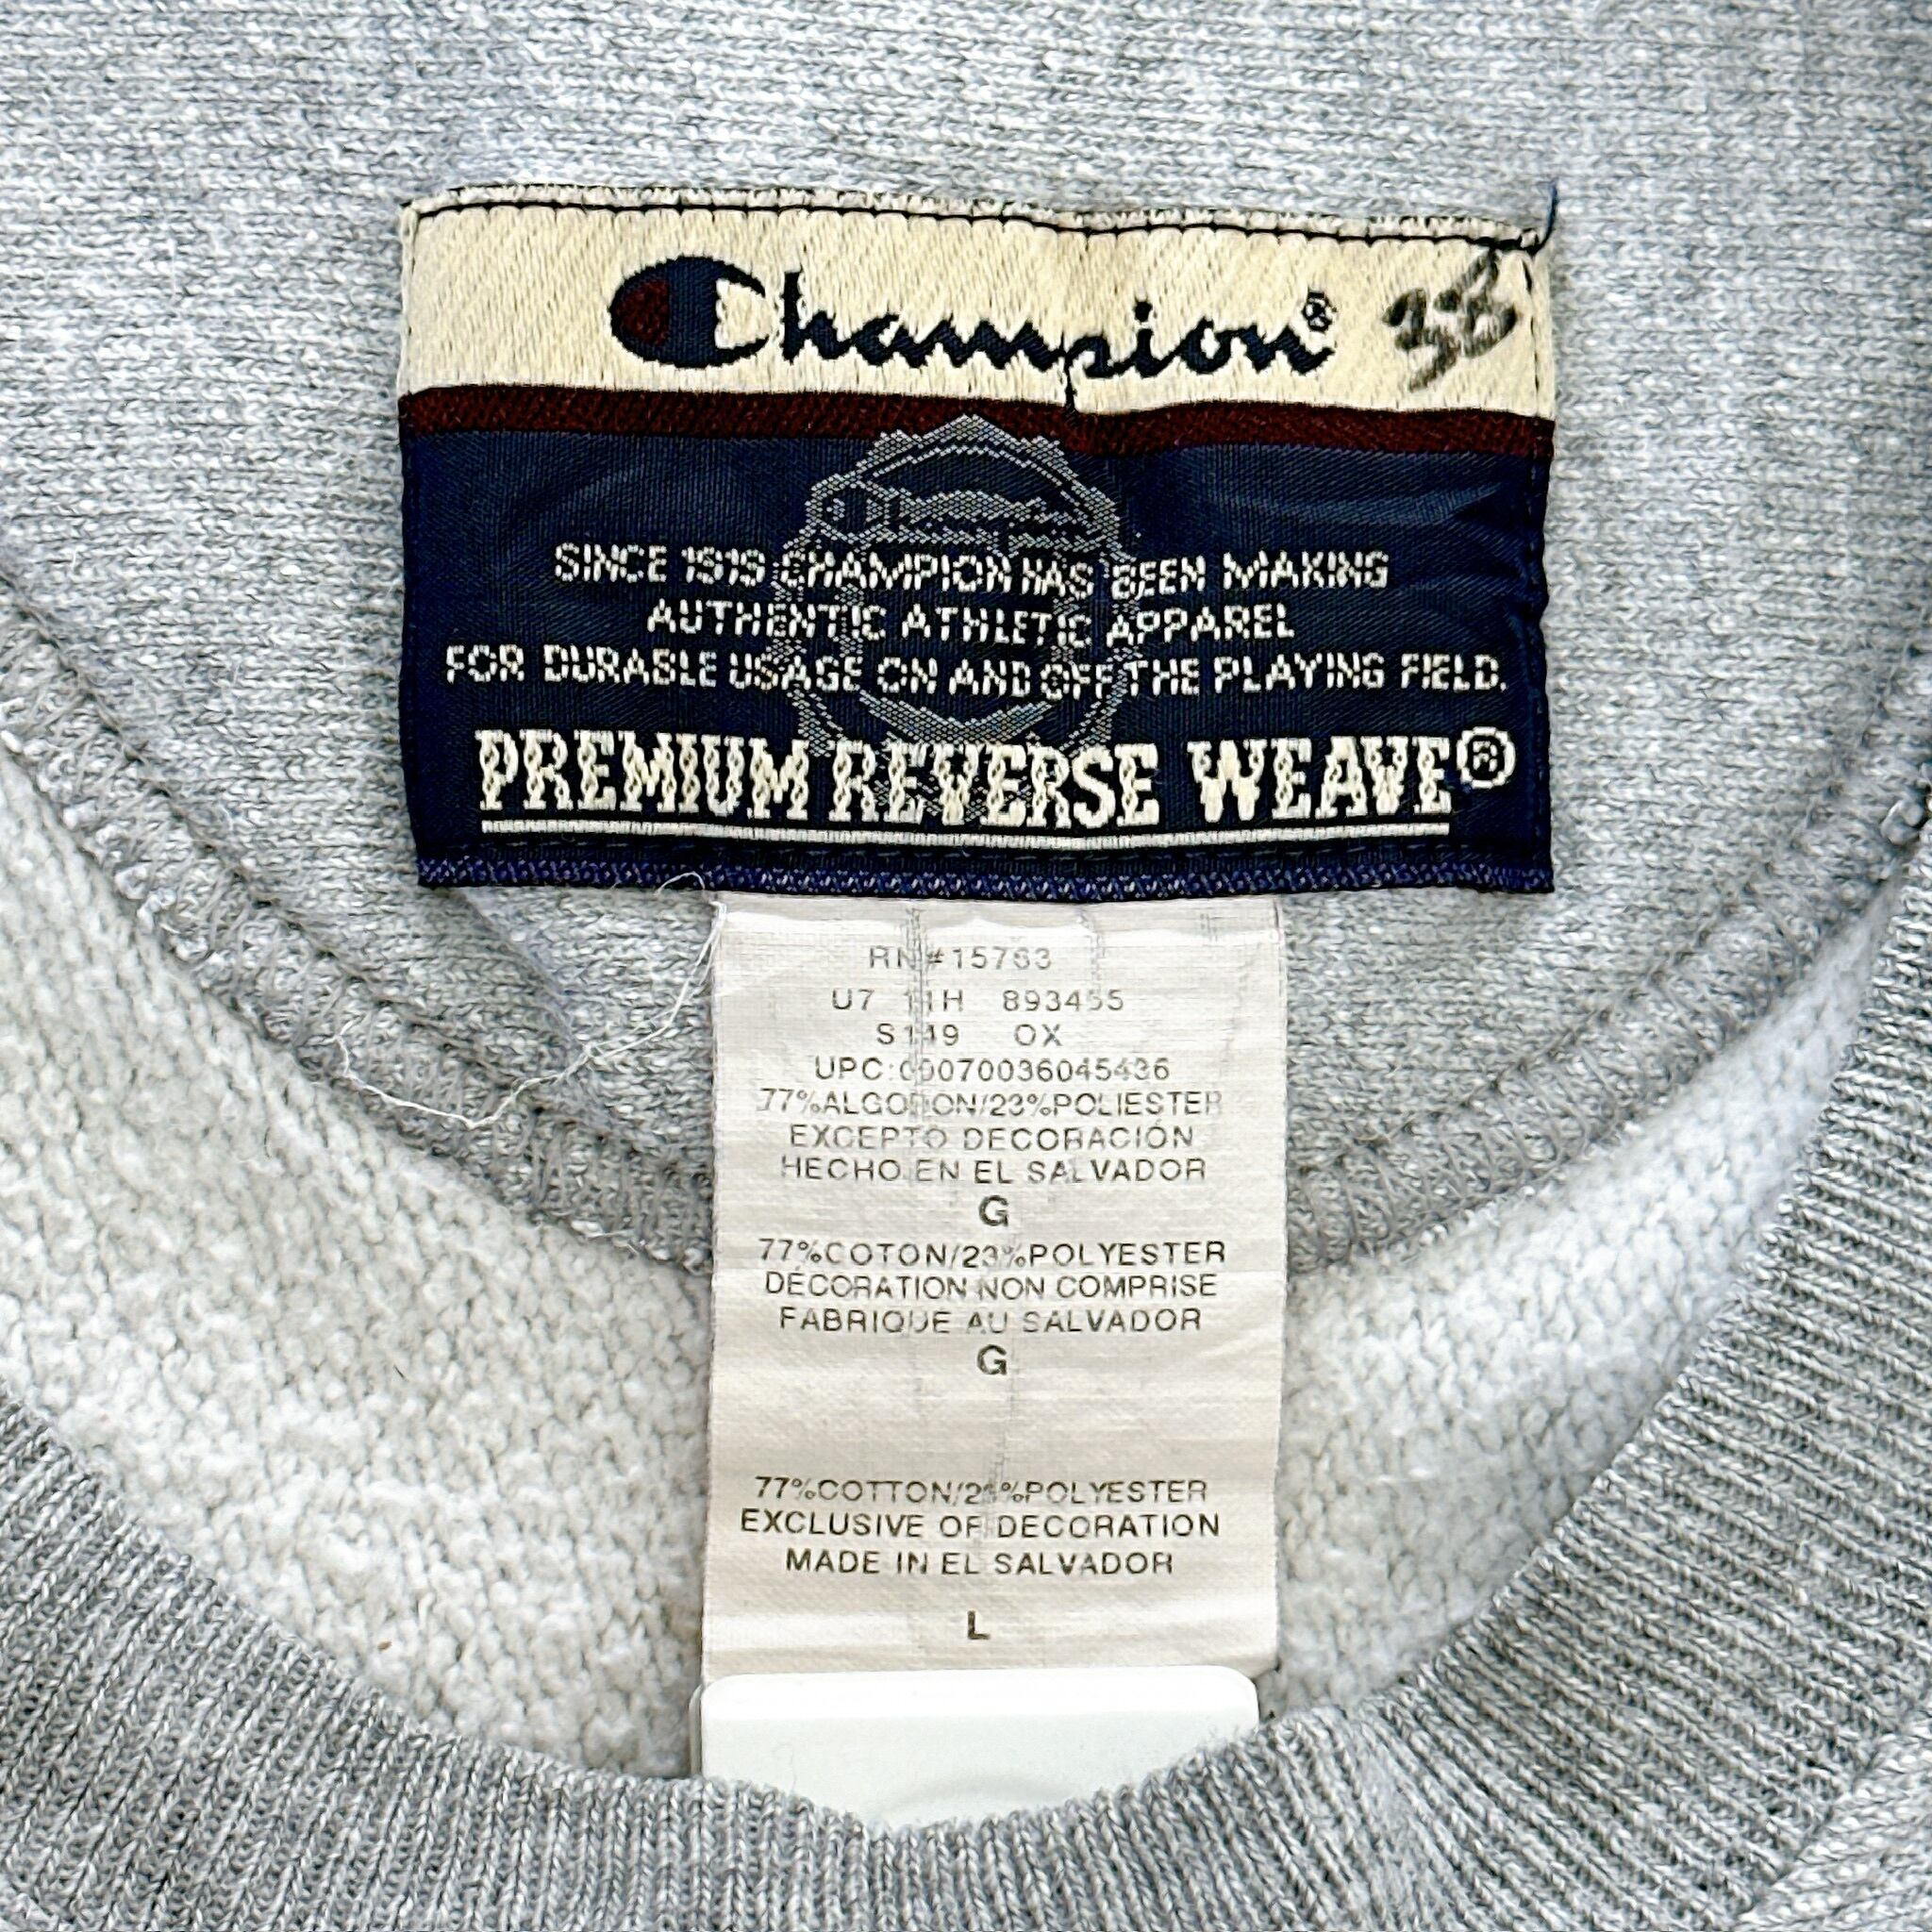 Champion® 36
Champion
SINCE 1919 CHAMPION HAS BEEN MAKING
AUTHENTIC ATHLETIC APPAREL
FOR DURABLE USAGE ON AND OFF THE PLAYING FIELD.
PREMIUM REVERSE WEAVE®
RN#15763
U7 11H 893455
S149 OX
UPC:00070036045436
77%ALGODON/23%POLIESTER
EXCEPTO DECORACIÓN
HECHO EN EL SALVADOR
G
77%COTON/23%POLYESTER
DÉCORATION NON COMPRISE
FABRIQUE AU SALVADOR
G
77%COTTON/23%POLYESTER
EXCLUSIVE OF DECORATION
MADE IN EL SALVADOR
L